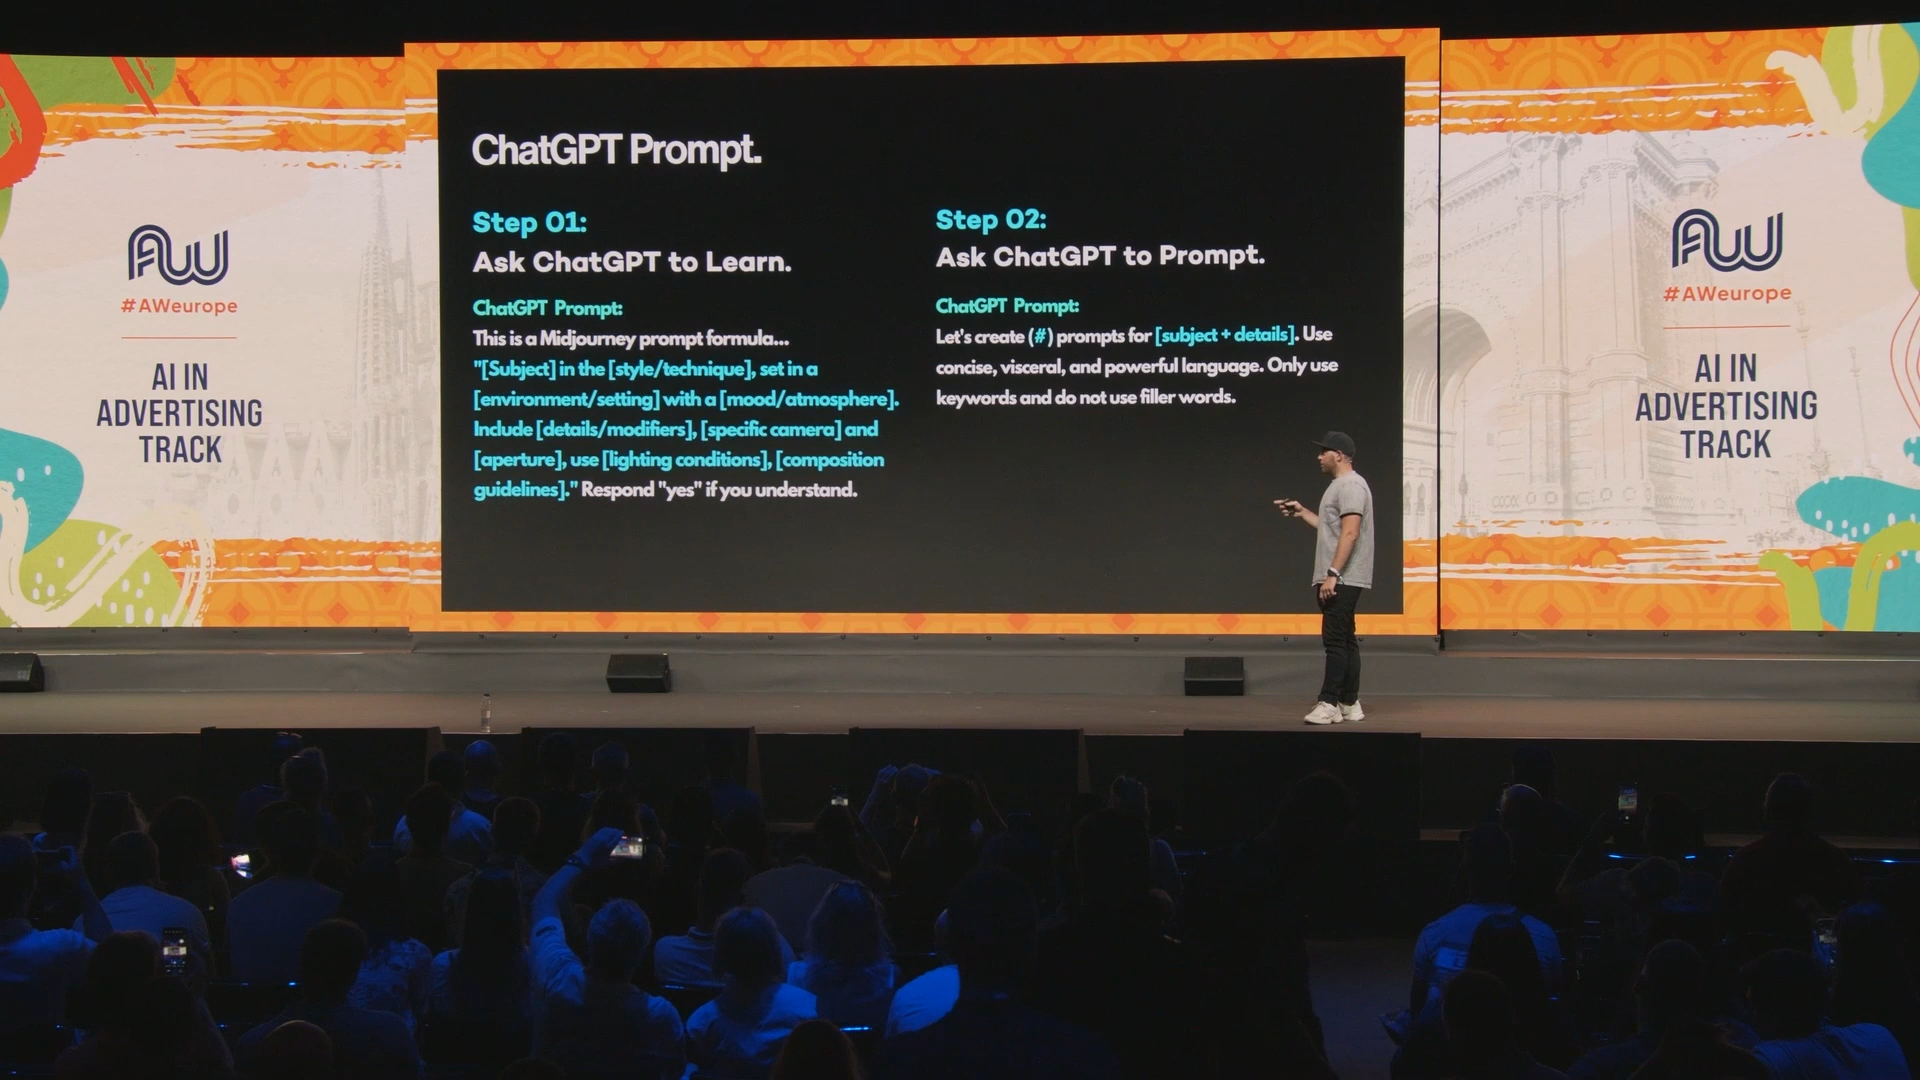 ChatGPT Prompt.
Step 01:
Ask ChatGPT to Learn.
ChatGPT Prompt:
This is a Midjourney prompt formula...
"[Subject] in the [style/technique], set in a
[environment/setting] with a [mood/atmosphere].
Include [details/modifiers], [specific camera] and
[aperture], use [lighting conditions], [composition
guidelines]." Respond "yes" if you understand.
Step 02:
Ask ChatGPT to Prompt.
ChatGPT Prompt:
Let's create (#) prompts for [subject + details]. Use
concise, visceral, and powerful language. Only use
keywords and do not use filler words.
AW
#AWeurope
AI IN
ADVERTISING
TRACK
AW
#AWeurope
AI IN
ADVERTISING
TRACK